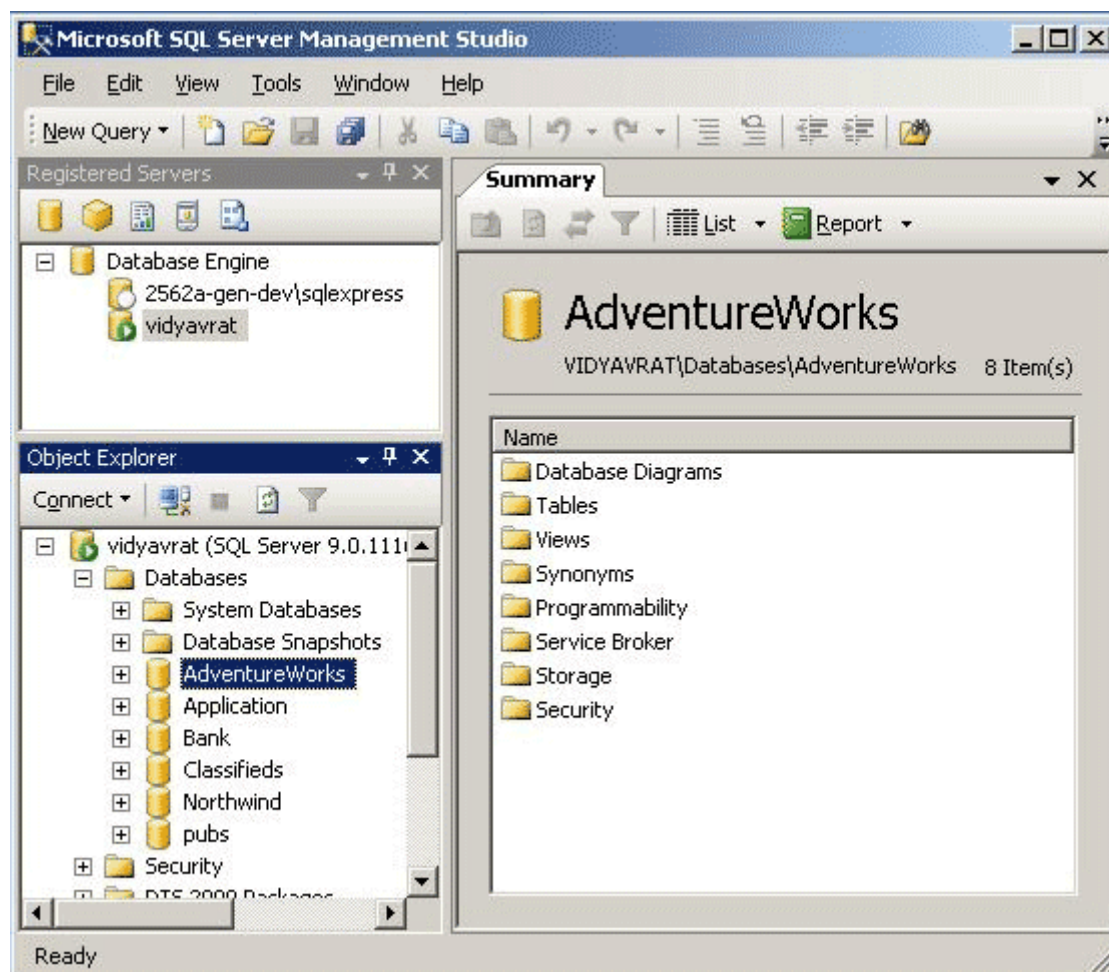 Microsoft SQL Server Management Studio
File Edit View Tools Window Help
New Query
Registered Servers
Database Engine
2562a-gen-dev\sqlexpress
vidyavrat
Object Explorer
Connect
vidyavrat (SQL Server 9.0.111
Databases
System Databases
Database Snapshots
AdventureWorks
Application
Bank
Classifieds
Northwind
pubs
Security
DTS 2000 Packages
Summary
List Report
AdventureWorks
VIDYAVRAT\Databases\AdventureWorks 8 Item(s)
Name
Database Diagrams
Tables
Views
Synonyms
Programmability
Service Broker
Storage
Security
Ready